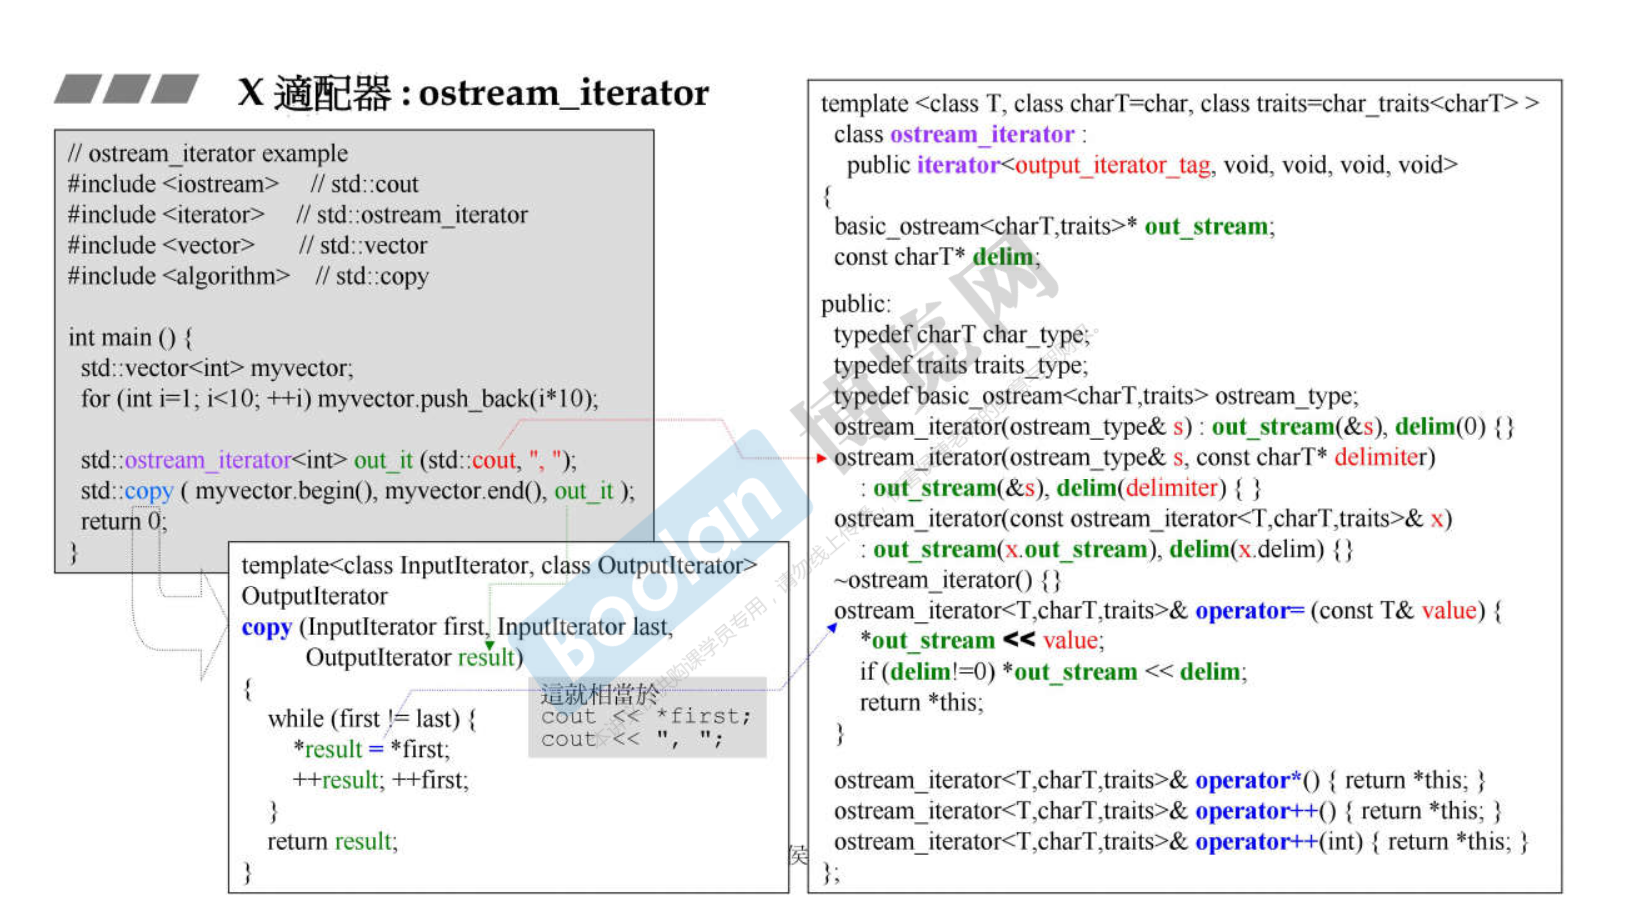 X 適配器 : ostream_iterator
// ostream_iterator example
#include <iostream> // std::cout
#include <iterator> // std::ostream_iterator
#include <vector> // std::vector
#include <algorithm> // std::copy
int main () {
std::vector<int> myvector;
for (int i=1; i<10; ++i) myvector.push_back(i*10);
std::ostream_iterator<int> out_it (std::cout, ", ");
std::copy ( myvector.begin(), myvector.end(), out_it );
return 0;
}
template<class InputIterator, class OutputIterator>
OutputIterator
copy (InputIterator first, InputIterator last,
OutputIterator result)
{
while (first != last) {
*result = *first;
++result; ++first;
}
return result;
}
這就相當於
cout << *first;
cout << ", ";
template <class T, class charT=char, class traits=char_traits<charT> >
class ostream_iterator :
public iterator<output_iterator_tag, void, void, void, void>
{
basic_ostream<charT,traits>* out_stream;
const charT* delim;
public:
typedef charT char_type;
typedef traits traits_type;
typedef basic_ostream<charT,traits> ostream_type;
ostream_iterator(ostream_type& s) : out_stream(&s), delim(0) {}
ostream_iterator(ostream_type& s, const charT* delimiter)
: out_stream(&s), delim(delimiter) { }
ostream_iterator(const ostream_iterator<T,charT,traits>& x)
: out_stream(x.out_stream), delim(x.delim) {}
~ostream_iterator() {}
ostream_iterator<T,charT,traits>& operator= (const T& value) {
*out_stream << value;
if (delim!=0) *out_stream << delim;
return *this;
}
ostream_iterator<T,charT,traits>& operator*() { return *this; }
ostream_iterator<T,charT,traits>& operator++() { return *this; }
ostream_iterator<T,charT,traits>& operator++(int) { return *this; }
};
侯
Boolan
博览网